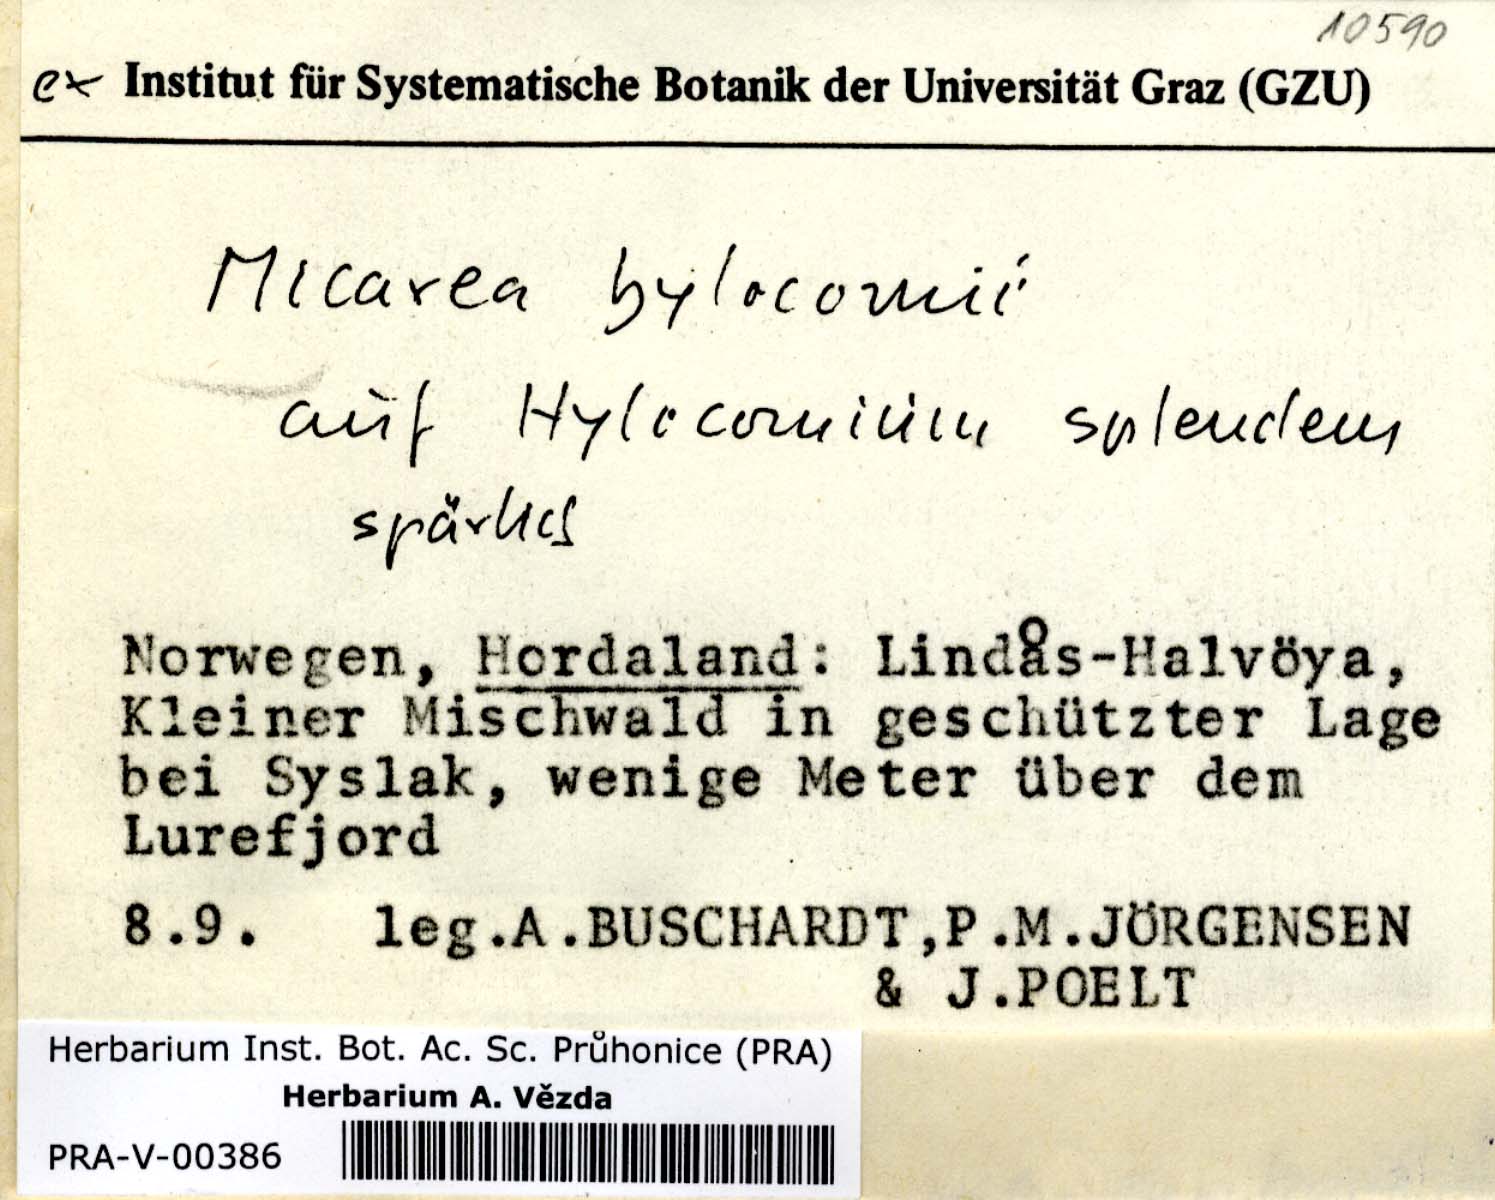 10590
ex Institut für Systematische Botanik der Universität Graz (GZU)
Micarea hylocomii
auf Hylocomium splendens
spärlich
Norwegen, Hordaland: Lindås-Halvöya,
Kleiner Mischwald in geschützter Lage
bei Syslak, wenige Meter über dem
Lurefjord
8.9. leg.A.BUSCHARDT,P.M.JÖRGENSEN
& J.POELT
Herbarium Inst. Bot. Ac. Sc. Průhonice (PRA)
Herbarium A. Vězda
PRA-V-00386